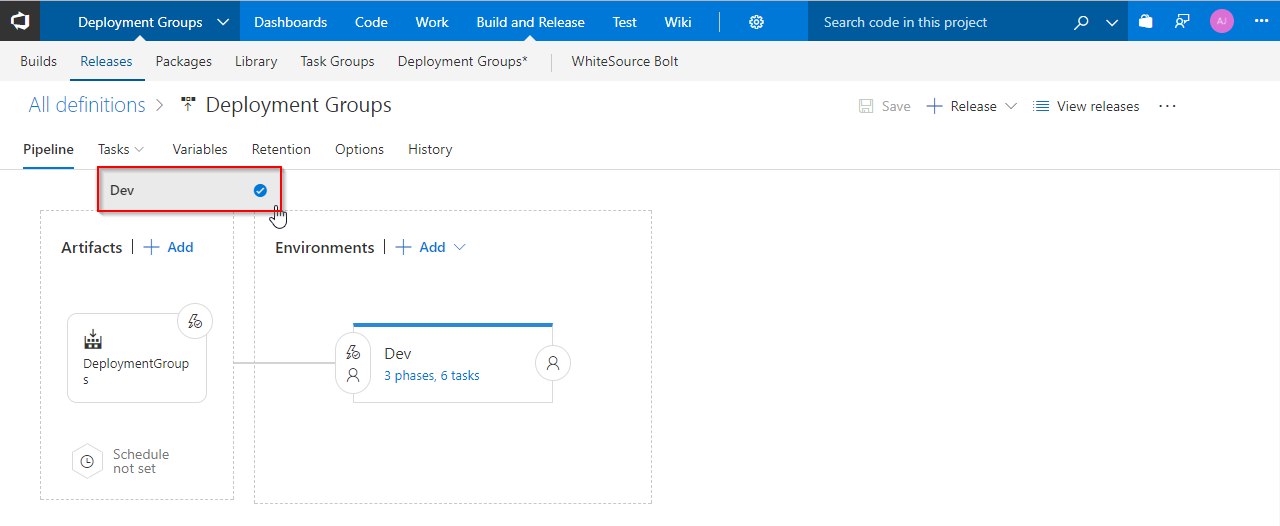 Deployment Groups Dashboards Code Work Build and Release Test Wiki Search code in this project AJ
Builds Releases Packages Library Task Groups Deployment Groups* WhiteSource Bolt
All definitions Deployment Groups Save Release View releases
Pipeline Tasks Variables Retention Options History
Dev
Artifacts Add Environments Add
Dev
DeploymentGroup
s
3 phases, 6 tasks
Schedule
not set